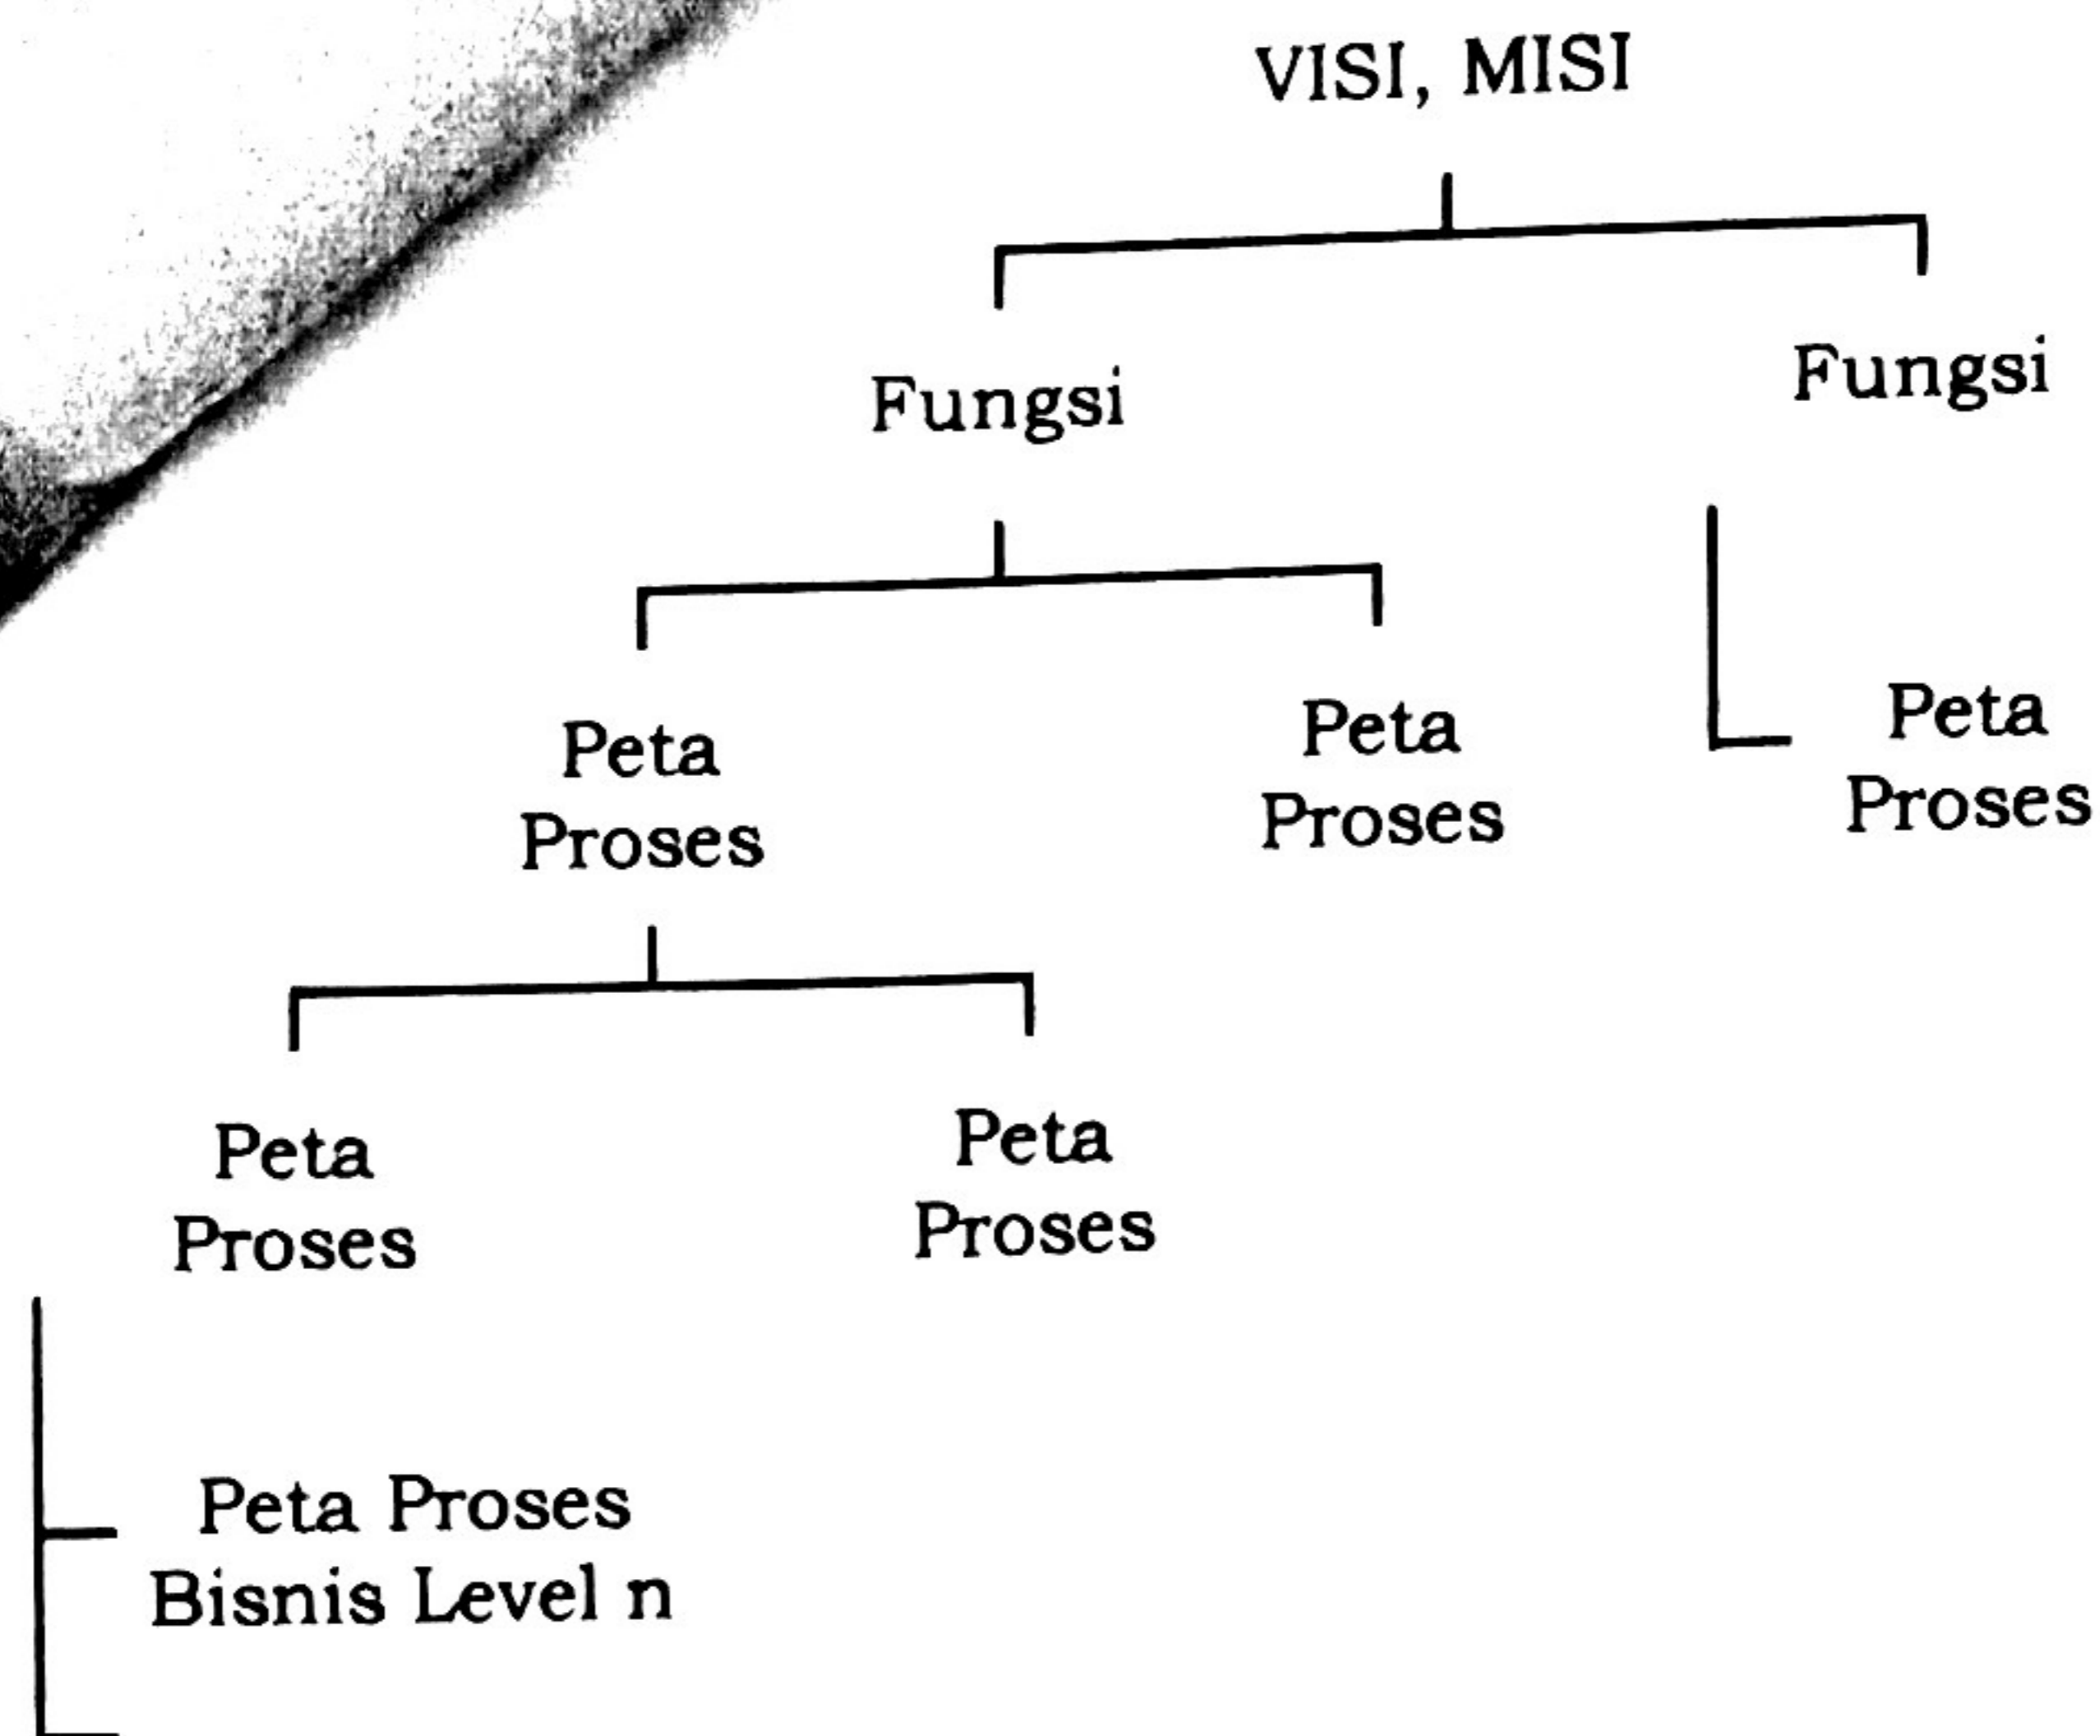 VISI, MISI
Fungsi
Fungsi
Peta
Proses
Peta
Proses
Peta
Proses
Peta
Proses
Peta
Proses
Peta Proses
Bisnis Level n